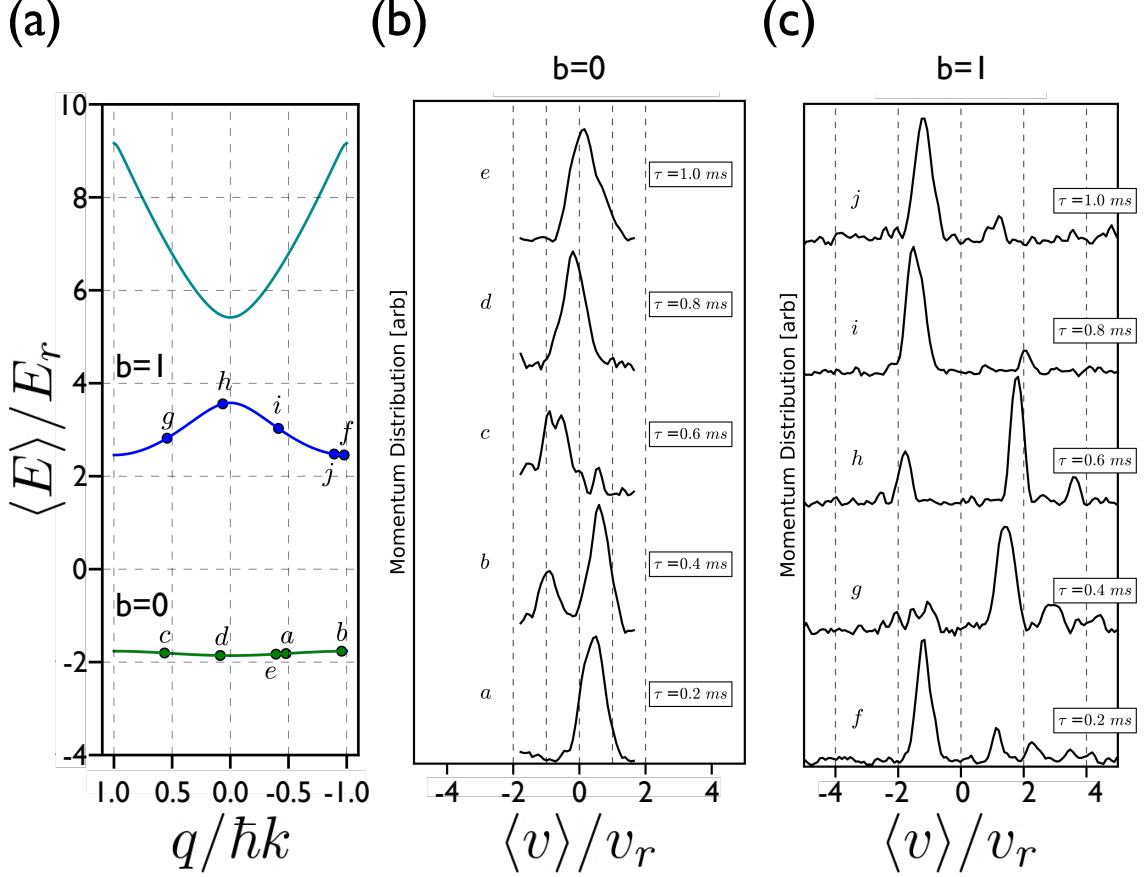 (a)
10
8
6
4
2
0
-2
-4
⟨E⟩/E_r
b=1
g
h
i
f
j
b=0
c
d
e
a
b
1.0 0.5 0.0 -0.5 -1.0
q/ħk
(b)
b=0
Momentum Distribution [arb]
e
τ=1.0 ms
d
τ=0.8 ms
c
τ=0.6 ms
b
τ=0.4 ms
a
τ=0.2 ms
-4 -2 0 2 4
⟨v⟩/v_r
(c)
b=1
Momentum Distribution [arb]
j
τ=1.0 ms
i
τ=0.8 ms
h
τ=0.6 ms
g
τ=0.4 ms
f
τ=0.2 ms
-4 -2 0 2 4
⟨v⟩/v_r